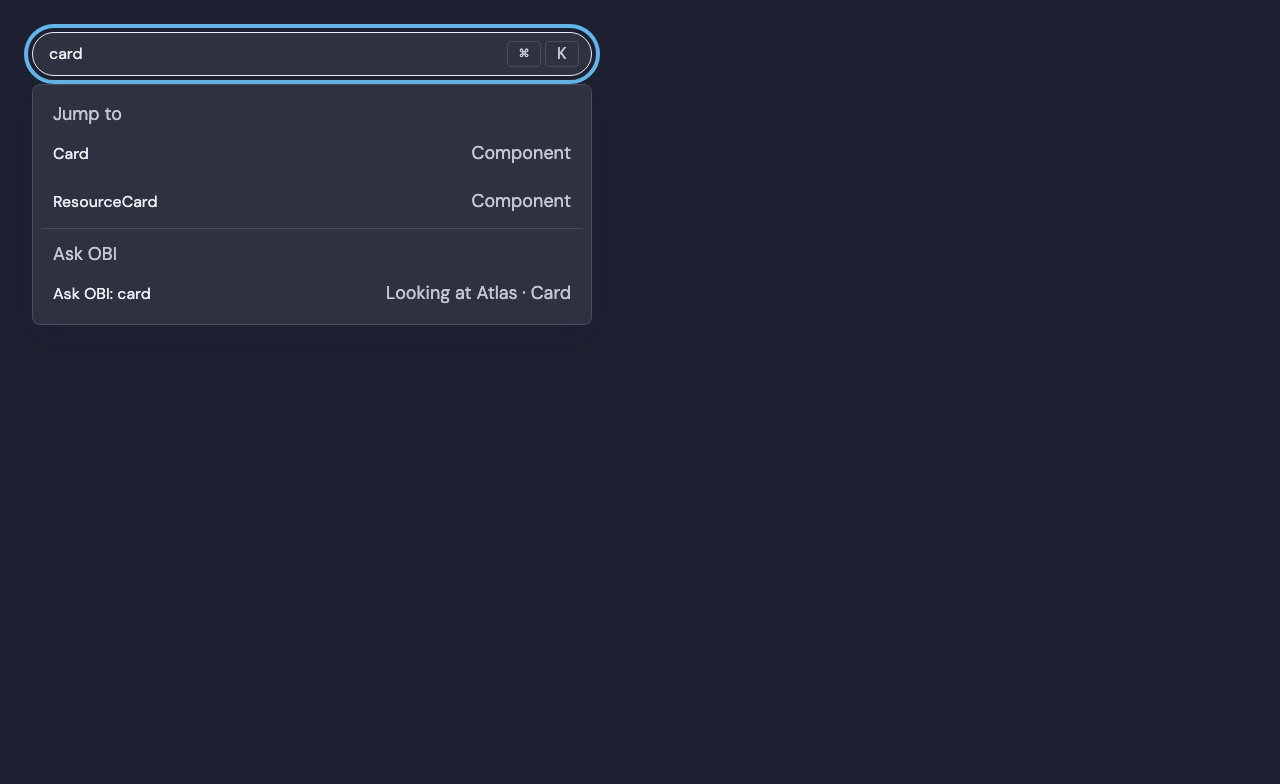 card ⌘ K
Jump to
Card Component
ResourceCard Component
Ask OBI
Ask OBI: card Looking at Atlas · Card